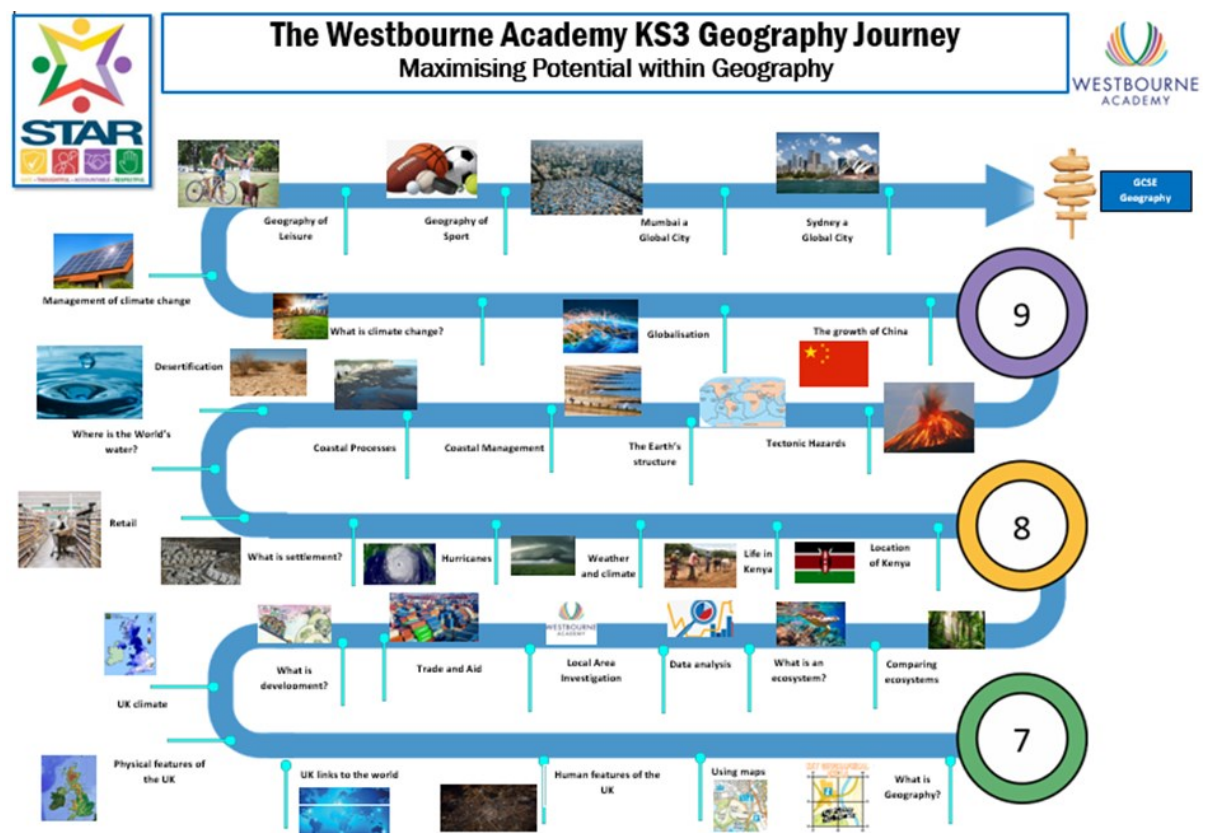 The Westbourne Academy KS3 Geography Journey
Maximising Potential within Geography
STAR
WESTBOURNE
ACADEMY
Geography of
Leisure
Geography of
Sport
Mumbai a
Global City
Sydney a
Global City
GCSE
Geography
Management of climate change
What is climate change?
Globalisation
The growth of China
9
Desertification
Where is the World's
water?
Coastal Processes
Coastal Management
The Earth's
structure
Tectonic Hazards
Retail
What is settlement?
Hurricanes
Weather
and climate
Life in
Kenya
Location
of Kenya
8
UK climate
What is
development?
Trade and Aid
WESTBOURNE
ACADEMY
Local Area
Investigation
Data analysis
What is an
ecosystem?
Comparing
ecosystems
7
Physical features of
the UK
UK links to the world
Human features of the
UK
Using maps
What is
Geography?